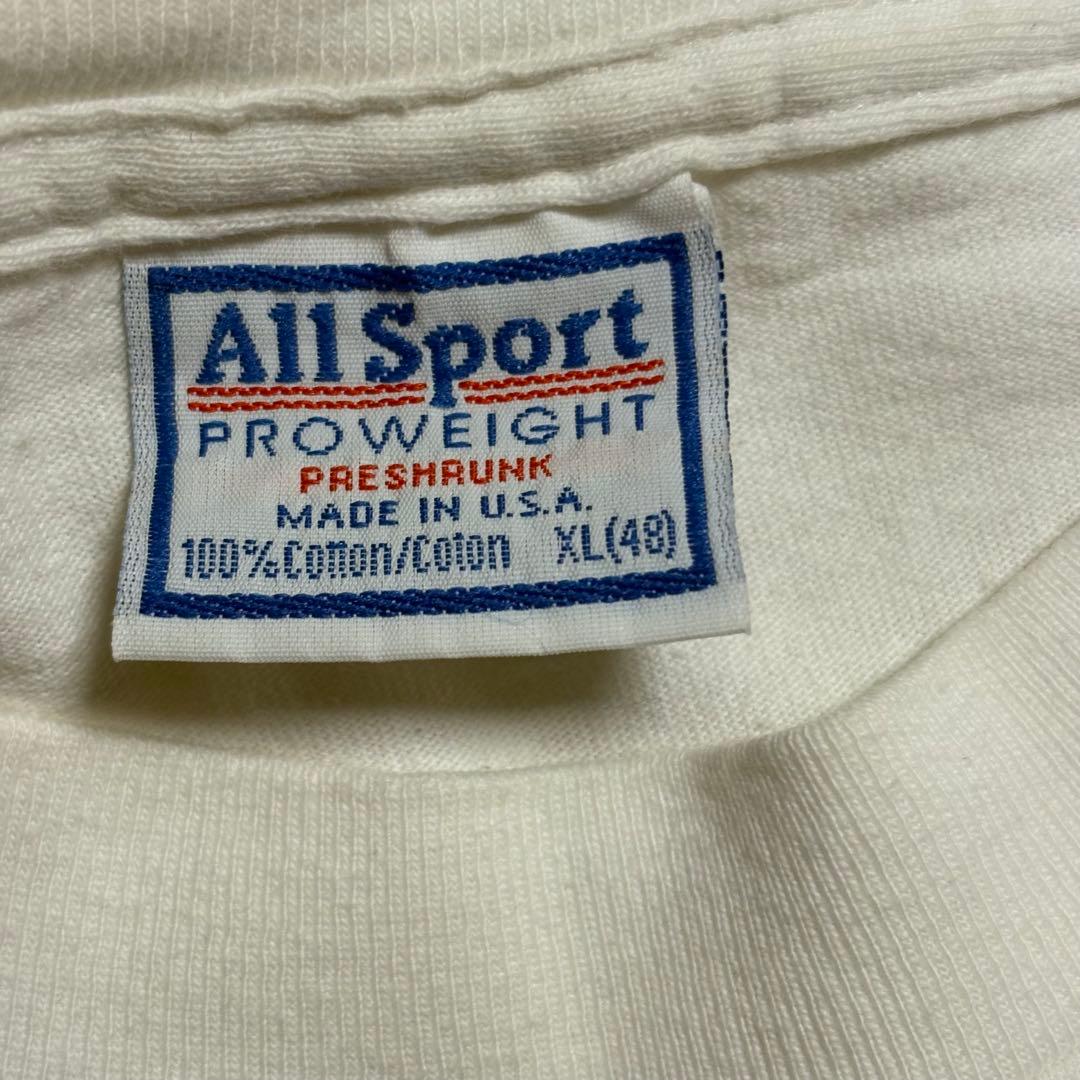 All Sport
PROWEIGHT
PRESHRUNK
MADE IN U.S.A.
100% Cotton/Coton XL(48)